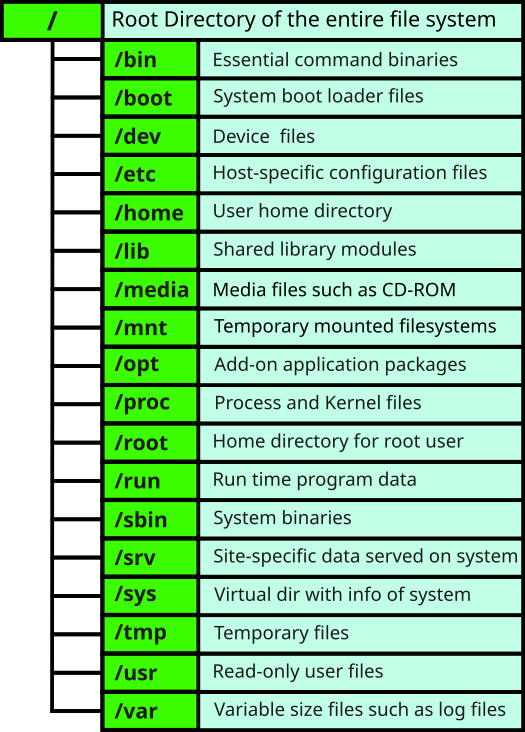 / Root Directory of the entire file system
/bin Essential command binaries
/boot System boot loader files
/dev Device  files
/etc Host-specific configuration files
/home User home directory
/lib Shared library modules
/media Media files such as CD-ROM
/mnt Temporary mounted filesystems
/opt Add-on application packages
/proc Process and Kernel files
/root Home directory for root user
/run Run time program data
/sbin System binaries
/srv Site-specific data served on system
/sys Virtual dir with info of system
/tmp Temporary files
/usr Read-only user files
/var Variable size files such as log files